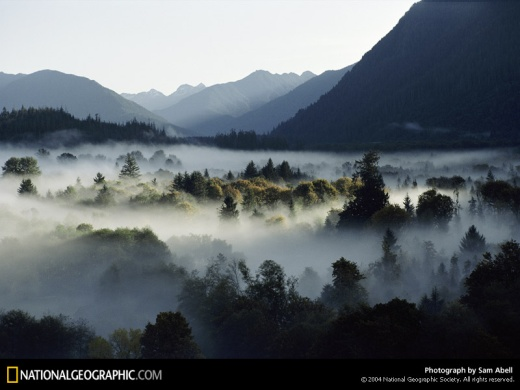 Photograph by Sam Abell
NATIONALGEOGRAPHIC.COM
© 2004 National Geographic Society. All rights reserved.